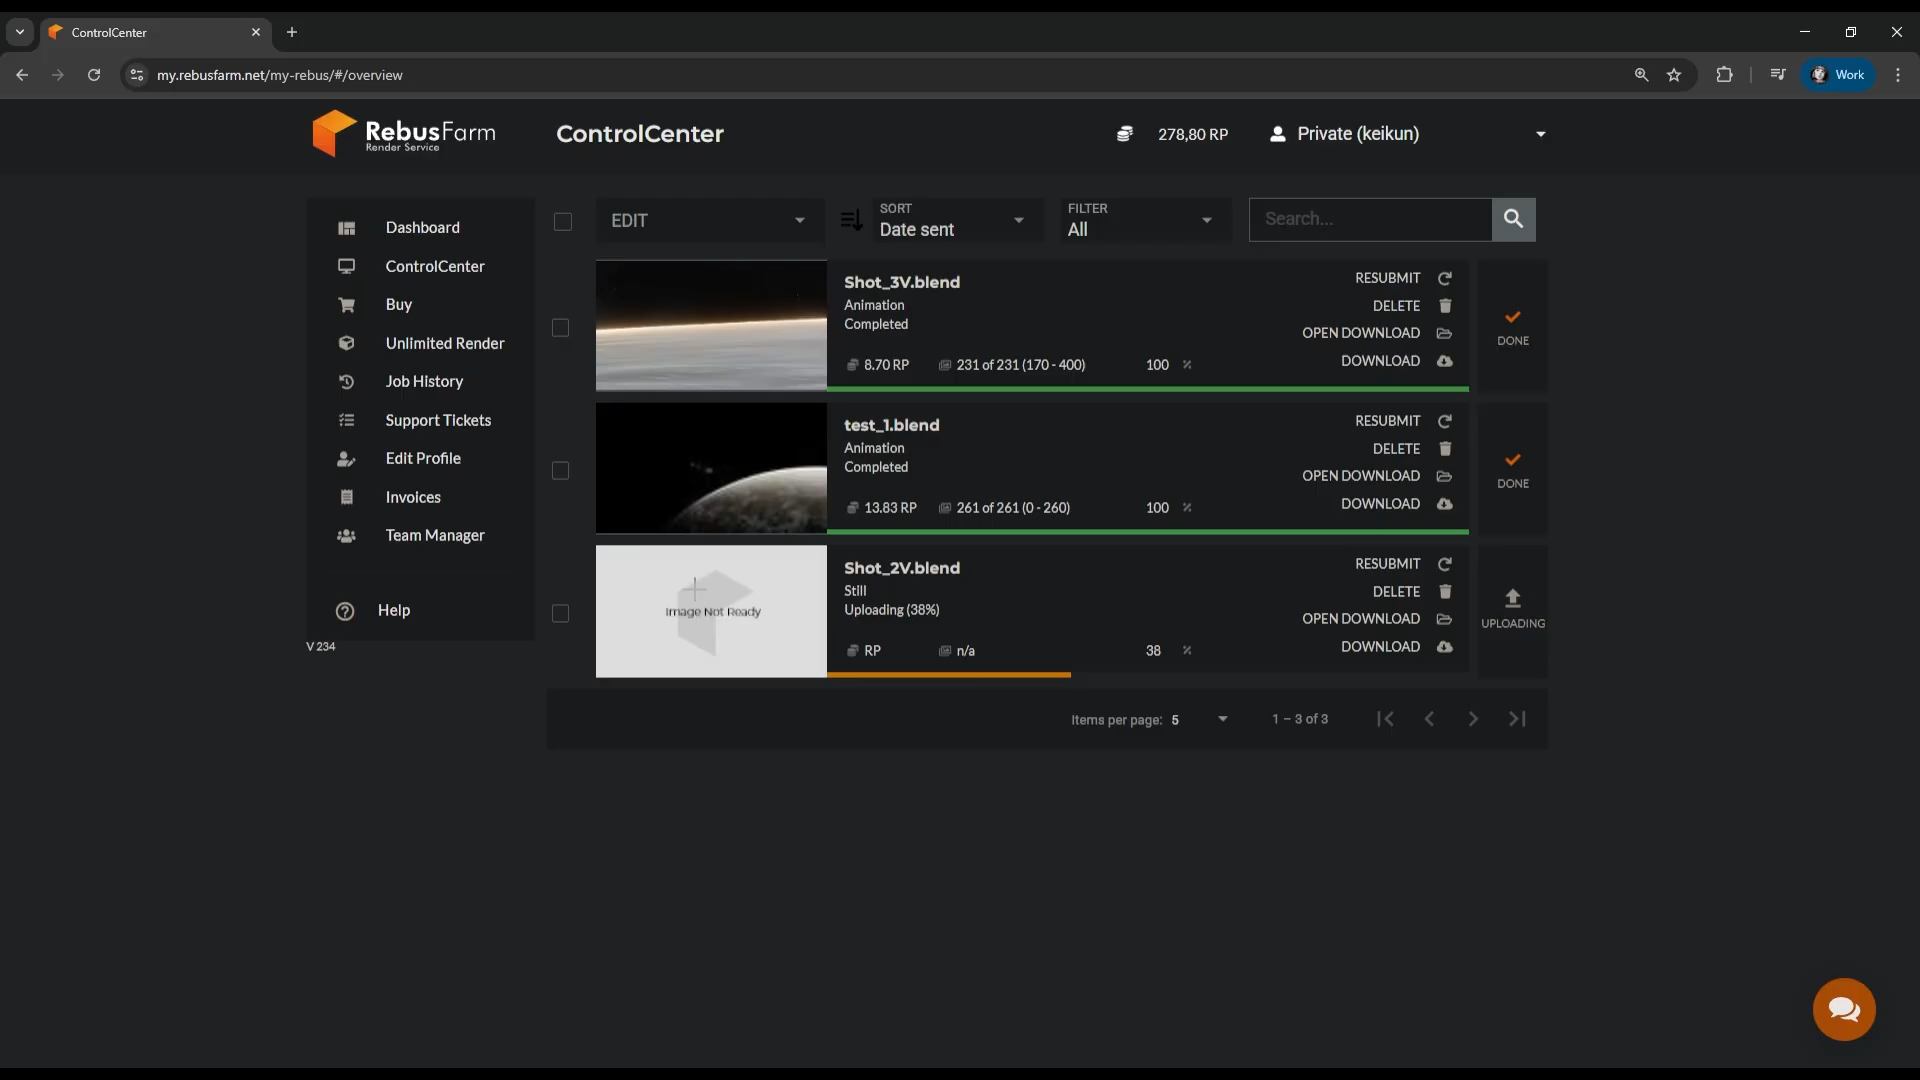 ControlCenter
my.rebusfarm.net/my-rebus/#/overview
Work
RebusFarm
Render Service
ControlCenter
278,80 RP
Private (keikun)
Dashboard
ControlCenter
Buy
Unlimited Render
Job History
Support Tickets
Edit Profile
Invoices
Team Manager
Help
V 234
EDIT
SORT
Date sent
FILTER
All
Search...
Shot_3V.blend
Animation
Completed
8.70 RP
231 of 231 (170 - 400)
100 %
RESUBMIT
DELETE
OPEN DOWNLOAD
DOWNLOAD
DONE
test_1.blend
Animation
Completed
13.83 RP
261 of 261 (0 - 260)
100 %
RESUBMIT
DELETE
OPEN DOWNLOAD
DOWNLOAD
DONE
Image Not Ready
Shot_2V.blend
Still
Uploading (38%)
RP
n/a
38 %
RESUBMIT
DELETE
OPEN DOWNLOAD
DOWNLOAD
UPLOADING
Items per page: 5
1 – 3 of 3